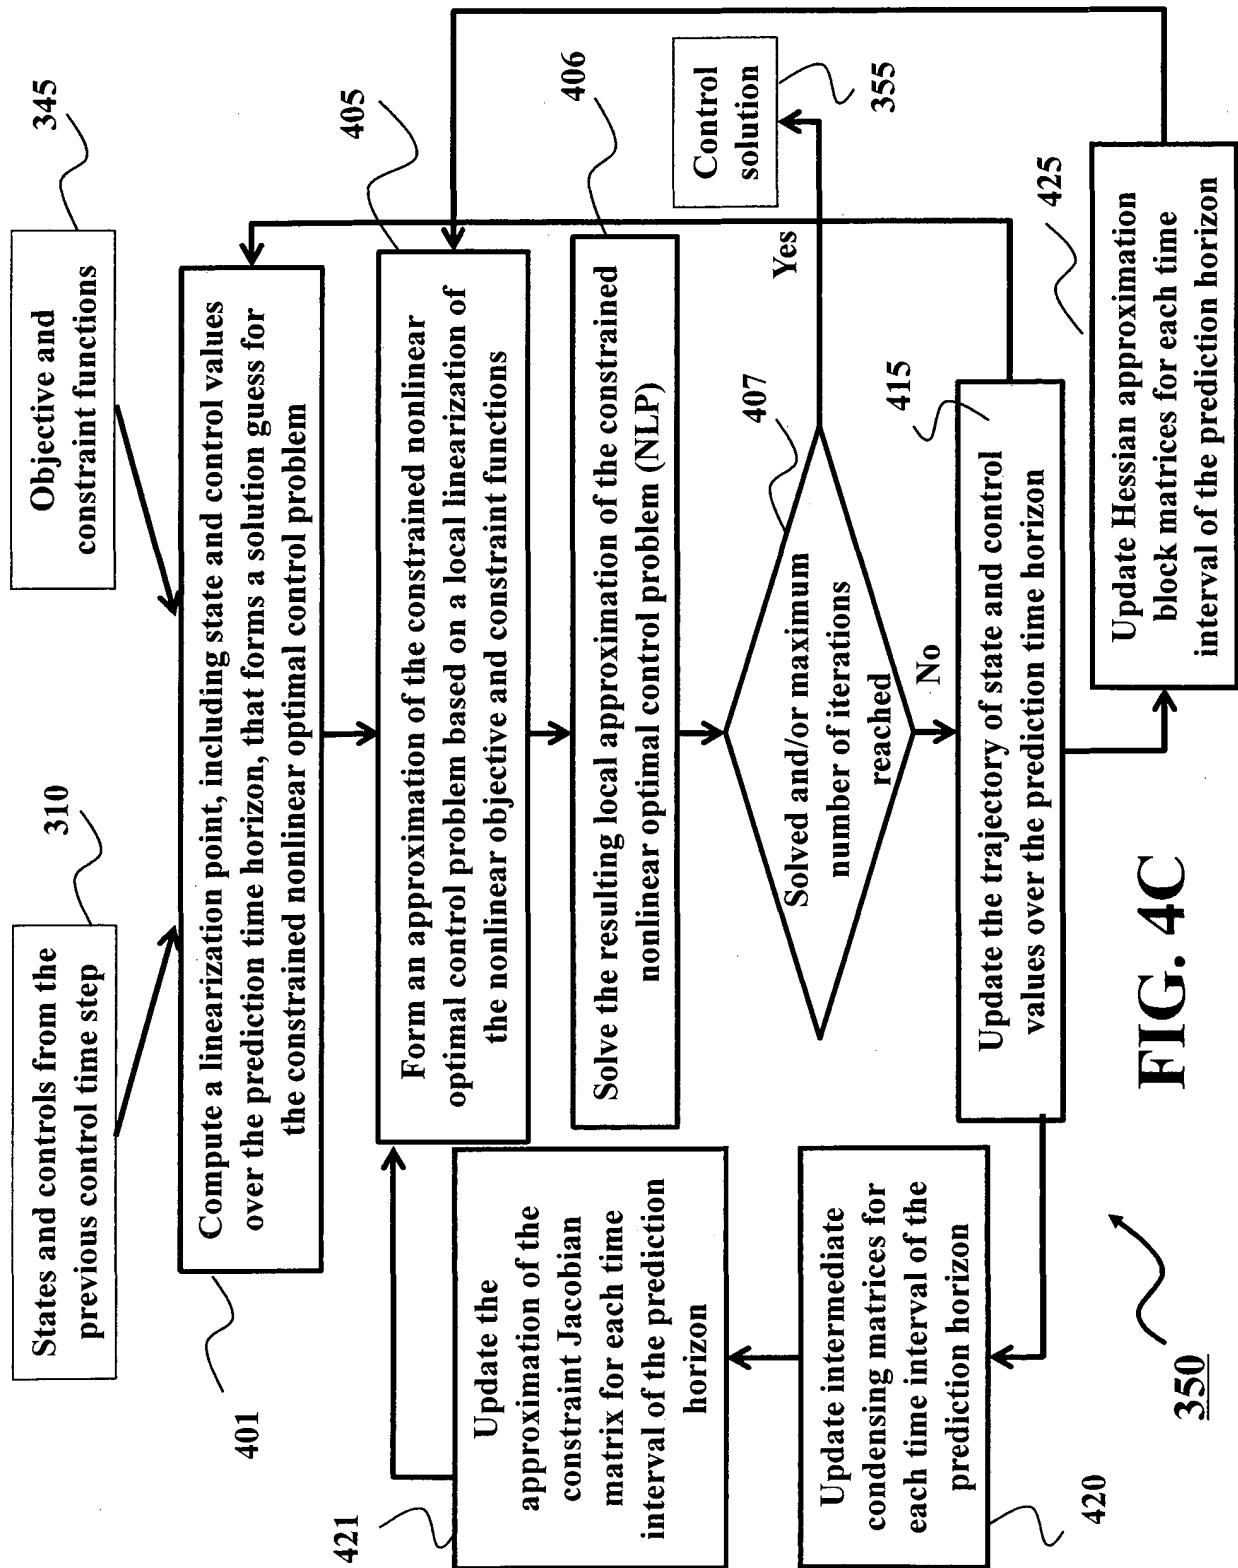 States and controls from the
previous control time step
310
Objective and
constraint functions
345
Compute a linearization point, including state and control values
over the prediction time horizon, that forms a solution guess for
the constrained nonlinear optimal control problem
401
Form an approximation of the constrained nonlinear
optimal control problem based on a local linearization of
the nonlinear objective and constraint functions
405
Solve the resulting local approximation of the constrained
nonlinear optimal control problem (NLP)
406
Solved and/or maximum
number of iterations
reached
407
Yes
Control
solution
355
No
Update the trajectory of state and control
values over the prediction time horizon
415
Update the
approximation of the
constraint Jacobian
matrix for each time
interval of the prediction
horizon
421
Update intermediate
condensing matrices for
each time interval of the
prediction horizon
420
Update Hessian approximation
block matrices for each time
interval of the prediction horizon
425
350
FIG. 4C